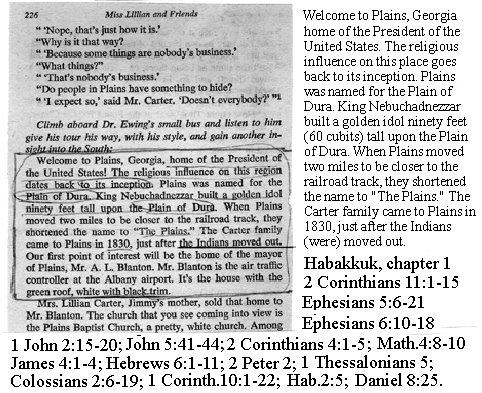 226 Miss Lillian and Friends
" 'Nope, that's just how it is.'
"Why is it that way?"
" 'Because some things are nobody's business.'
"What things?"
" 'That's nobody's business.'
"Do people in Plains have something to hide?"
" 'I expect so,' said Mr. Carter. 'Doesn't everybody?' "1
Climb aboard Dr. Ewing's small bus and listen to him
give his tour his way, with his style, and gain another in-
sight into the South:
Welcome to Plains, Georgia, home of the President of
the United States! The religious influence on this region
dates back to its inception. Plains was named for the
Plain of Dura. King Nebuchadnezzar built a golden idol
ninety feet tall upon the Plain of Dura. When Plains
moved two miles to be closer to the railroad track, they
shortened the name to "The Plains." The Carter family
came to Plains in 1830, just after the Indians moved out.
Our first point of interest will be the home of the mayor
of Plains, Mr. A. L. Blanton. Mr. Blanton is the air traffic
controller at the Albany airport. It's the house with the
green roof, white with black trim.
Mrs. Lillian Carter, Jimmy's mother, sold that home to
Mr. Blanton. The church that you see coming into view is
the Plains Baptist Church, a pretty, white church. Among
Welcome to Plains, Georgia
home of the President of the
United States. The religious
influence on this place goes
back to its inception. Plains
was named for the Plain of
Dura. King Nebuchadnezzar
built a golden idol ninety feet
(60 cubits) tall upon the Plain
of Dura. When Plains moved
two miles to be closer to the
railroad track, they shortened
the name to "The Plains." The
Carter family came to Plains in
1830, just after the Indians
(were) moved out.
Habakkuk, chapter 1
2 Corinthians 11:1-15
Ephesians 5:6-21
Ephesians 6:10-18
1 John 2:15-20; John 5:41-44; 2 Corinthians 4:1-5; Math.4:8-10
James 4:1-4; Hebrews 6:1-11; 2 Peter 2; 1 Thessalonians 5;
Colossians 2:6-19; 1 Corinth.10:1-22; Hab.2:5; Daniel 8:25.